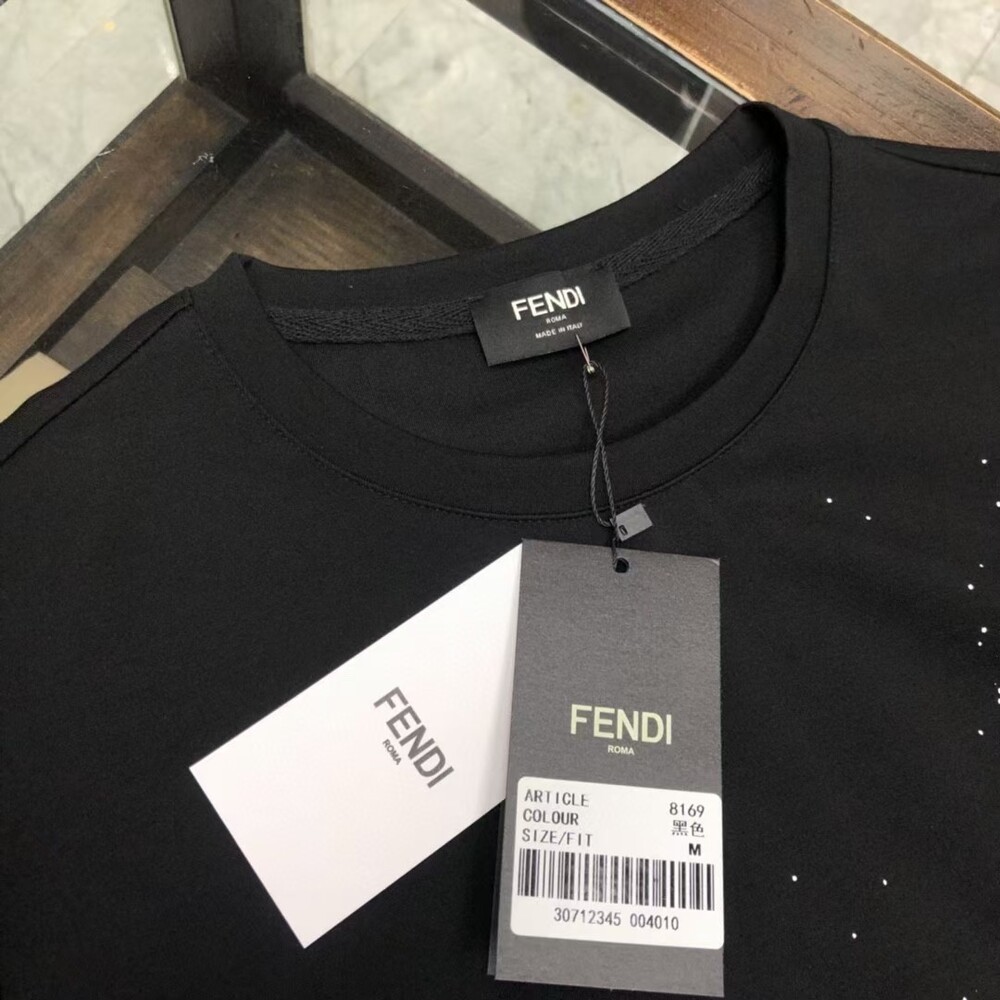 FENDI
ROMA
MADE IN ITALY
FENDI
ROMA
FENDI
ROMA
ARTICLE 8169
COLOUR 黑色
SIZE/FIT M
30712345 004010